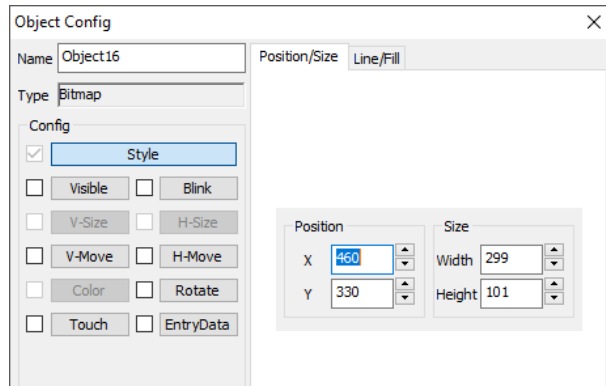 Object Config
Name Object16
Type Bitmap
Config
Style
Visible Blink
V-Size H-Size
V-Move H-Move
Color Rotate
Touch EntryData
Position/Size Line/Fill
Position Size
X 460 Width 299
Y 330 Height 101